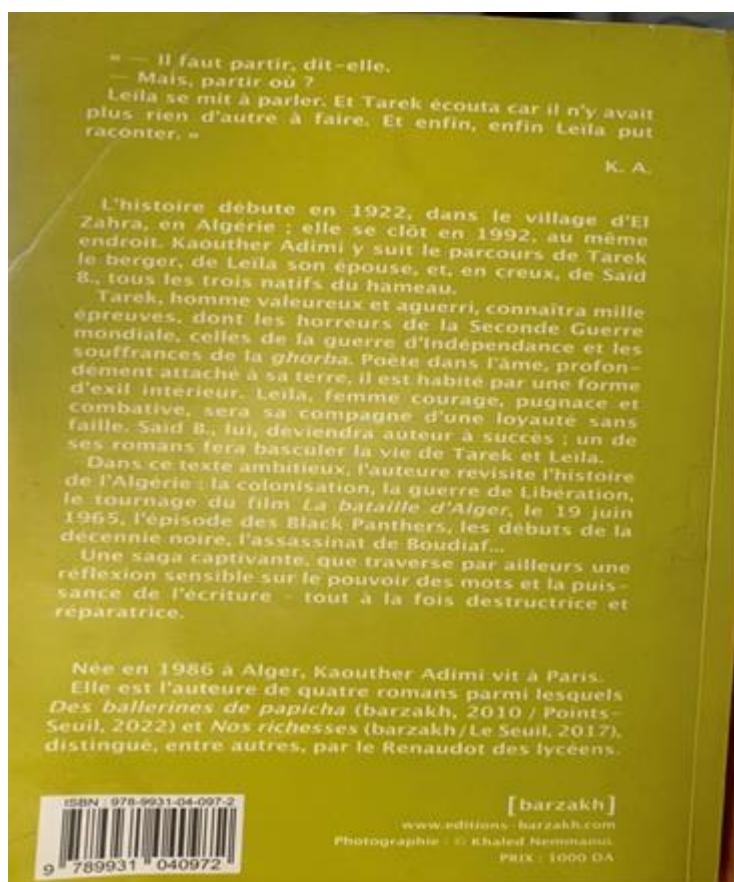 « — Il faut partir, dit-elle.
— Mais, partir où ?
Leïla se mit à parler. Et Tarek écouta car il n'y avait
plus rien d'autre à faire. Et enfin, enfin Leïla put
raconter. »
K. A.
L'histoire débute en 1922, dans le village d'El
Zahra, en Algérie ; elle se clôt en 1992, au même
endroit. Kaouther Adimi y suit le parcours de Tarek
le berger, de Leïla son épouse, et, en creux, de Saïd
B., tous les trois natifs du hameau.
Tarek, homme valeureux et aguerri, connaîtra mille
épreuves, dont les horreurs de la Seconde Guerre
mondiale, celles de la guerre d'Indépendance et les
souffrances de la ghorba. Poète dans l'âme, profon-
dément attaché à sa terre, il est habité par une forme
d'exil intérieur. Leïla, femme courage, pugnace et
combative, sera sa compagne d'une loyauté sans
faille. Saïd B., lui, deviendra auteur à succès ; un de
ses romans fera basculer la vie de Tarek et Leïla.
Dans ce texte ambitieux, l'auteure revisite l'histoire
de l'Algérie : la colonisation, la guerre de Libération,
le tournage du film La bataille d'Alger, le 19 juin
1965, l'épisode des Black Panthers, les débuts de la
décennie noire, l'assassinat de Boudiaf...
Une saga captivante, que traverse par ailleurs une
réflexion sensible sur le pouvoir des mots et la puis-
sance de l'écriture - tout à la fois destructrice et
réparatrice.
Née en 1986 à Alger, Kaouther Adimi vit à Paris.
Elle est l'auteure de quatre romans parmi lesquels
Des ballerines de papicha (barzakh, 2010 / Points-
Seuil, 2022) et Nos richesses (barzakh/Le Seuil, 2017),
distingué, entre autres, par le Renaudot des lycéens.
ISBN : 978-9931-04-097-2
9 789931 040972
[barzakh]
www.editions-barzakh.com
Photographie : © Khaled Nemmaoui.
PRIX : 1000 DA